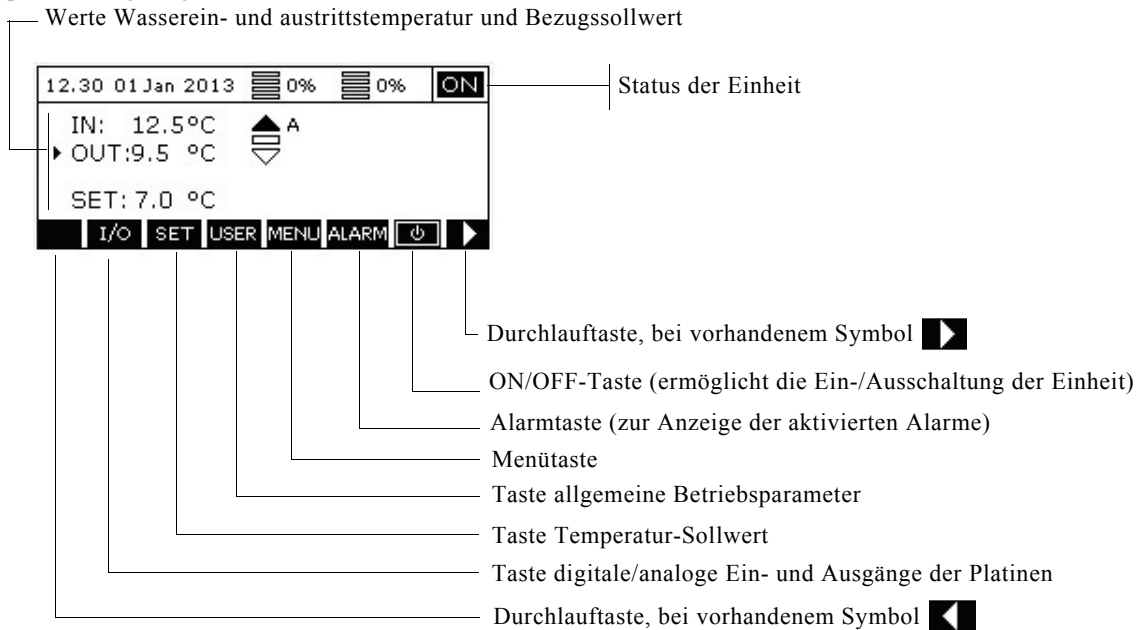 Werte Wasserein- und austrittstemperatur und Bezugssollwert
12.30 01 Jan 2013 0% 0% ON
Status der Einheit
IN: 12.5°C A
OUT:9.5 °C
SET: 7.0 °C
I/O SET USER MENU ALARM
Durchlauftaste, bei vorhandenem Symbol
ON/OFF-Taste (ermöglicht die Ein-/Ausschaltung der Einheit)
Alarmtaste (zur Anzeige der aktivierten Alarme)
Menütaste
Taste allgemeine Betriebsparameter
Taste Temperatur-Sollwert
Taste digitale/analoge Ein- und Ausgänge der Platinen
Durchlauftaste, bei vorhandenem Symbol